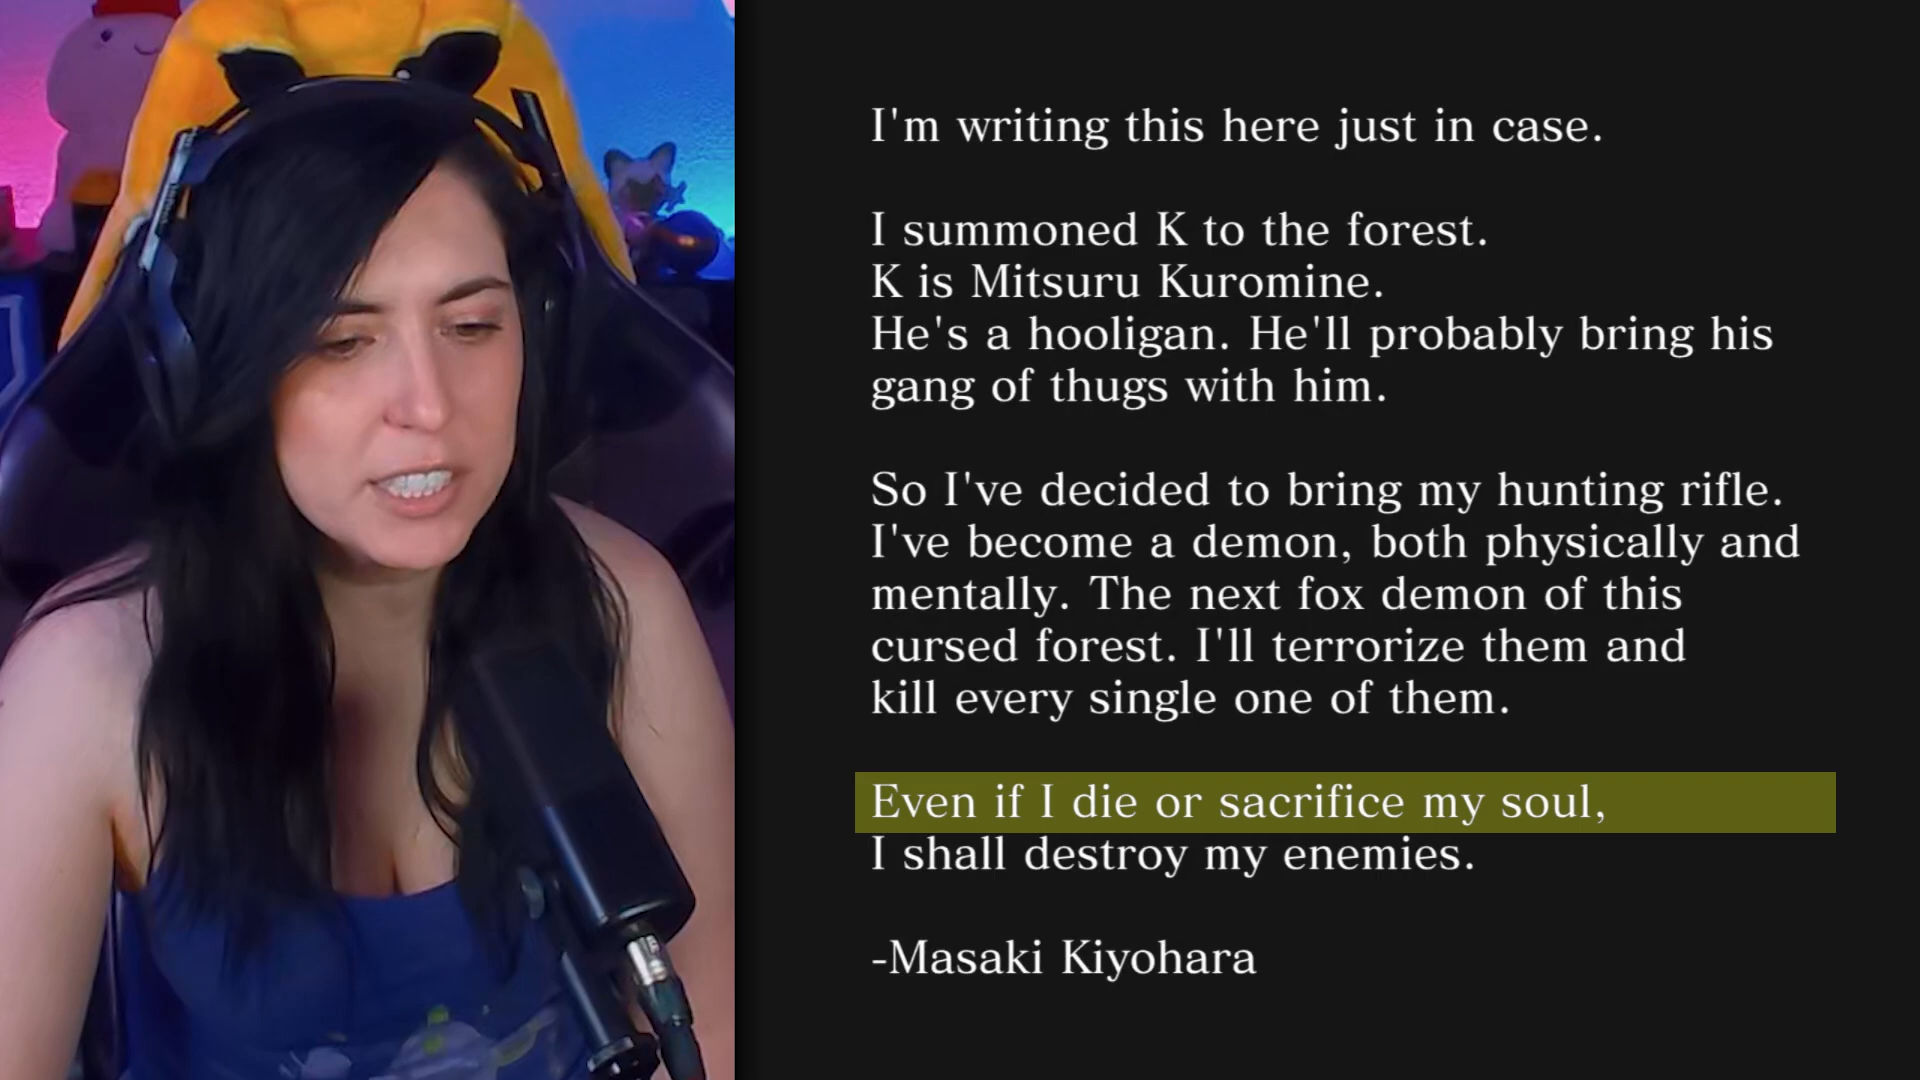 I'm writing this here just in case.
I summoned K to the forest.
K is Mitsuru Kuromine.
He's a hooligan. He'll probably bring his
gang of thugs with him.
So I've decided to bring my hunting rifle.
I've become a demon, both physically and
mentally. The next fox demon of this
cursed forest. I'll terrorize them and
kill every single one of them.
Even if I die or sacrifice my soul,
I shall destroy my enemies.
-Masaki Kiyohara